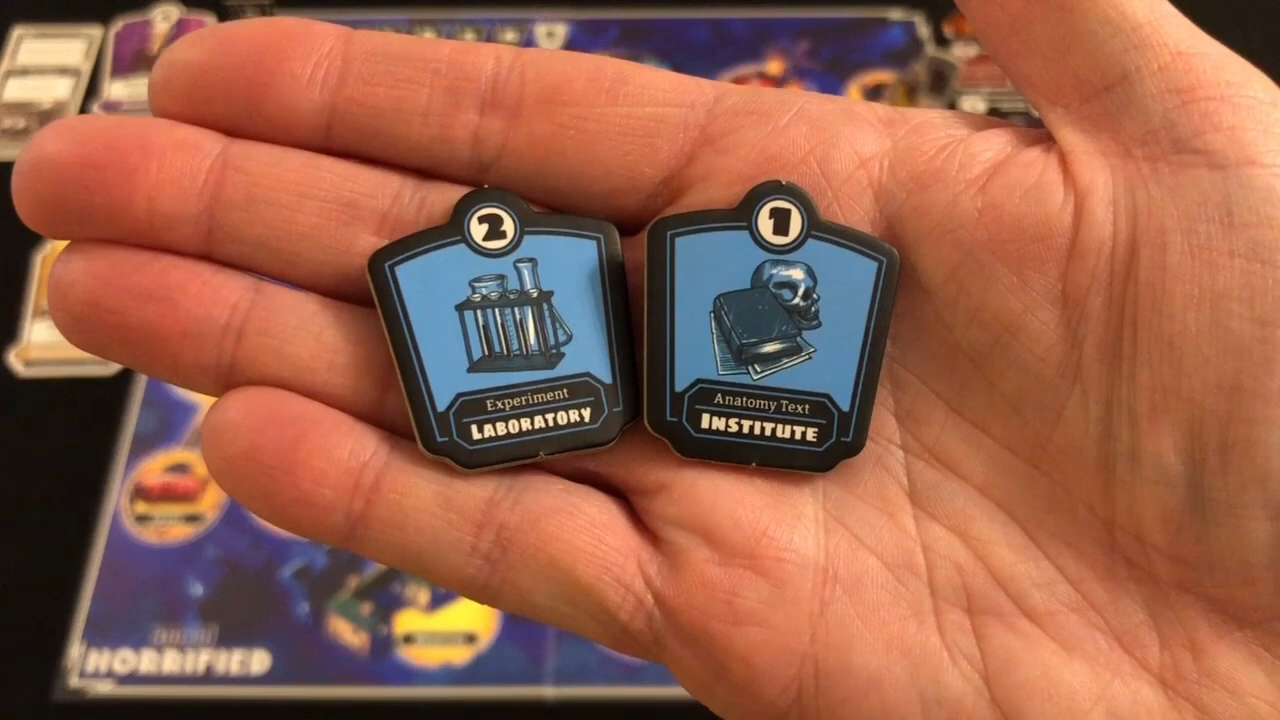 2
Experiment
LABORATORY
1
Anatomy Text
INSTITUTE
HORRIFIED